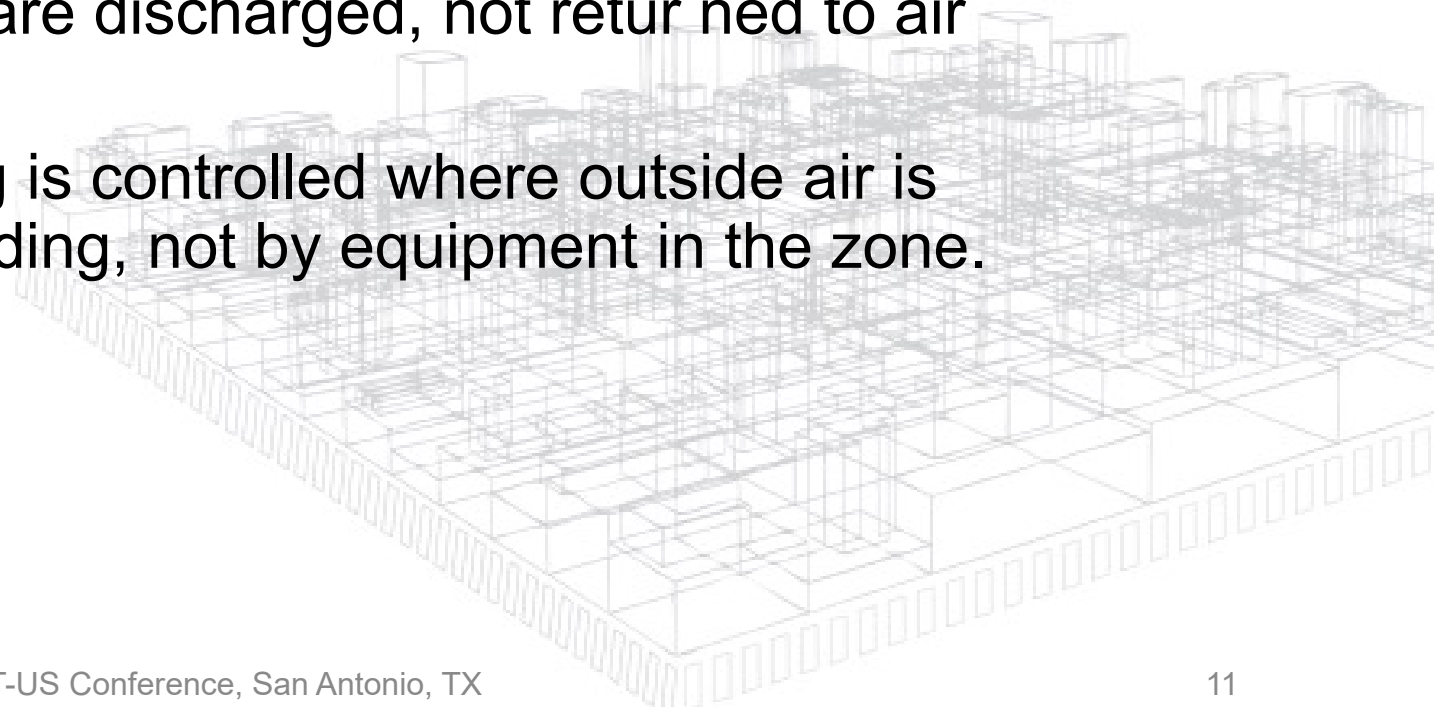 are discharged, not retur ned to air
g is controlled where outside air is
ding, not by equipment in the zone.
T-US Conference, San Antonio, TX
11